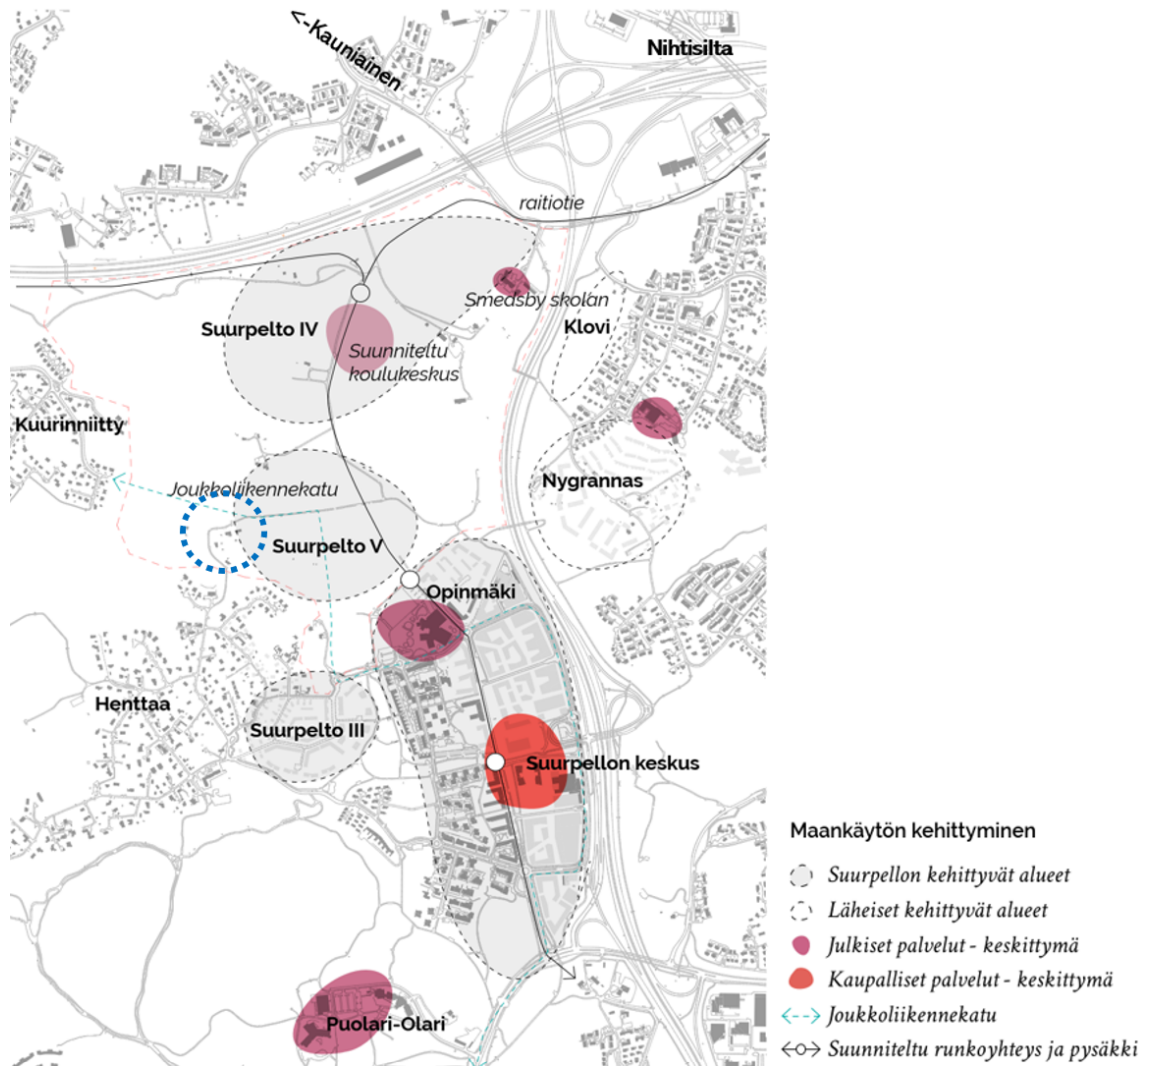 <-Kauniainen
Nihtisilta
raitiotie
Smedsby skolan
Suurpelto IV
Klovi
Suunniteltu
koulukeskus
Kuurinniitty
Nygrannas
Joukkoliikennekatu
Suurpelto V
Opinmäki
Henttaa
Suurpelto III
Suurpellon keskus
Puolari-Olari
Maankäytön kehittyminen
Suurpellon kehittyvät alueet
Läheiset kehittyvät alueet
Julkiset palvelut - keskittymä
Kaupalliset palvelut - keskittymä
Joukkoliikennekatu
Suunniteltu runkoyhteys ja pysäkki